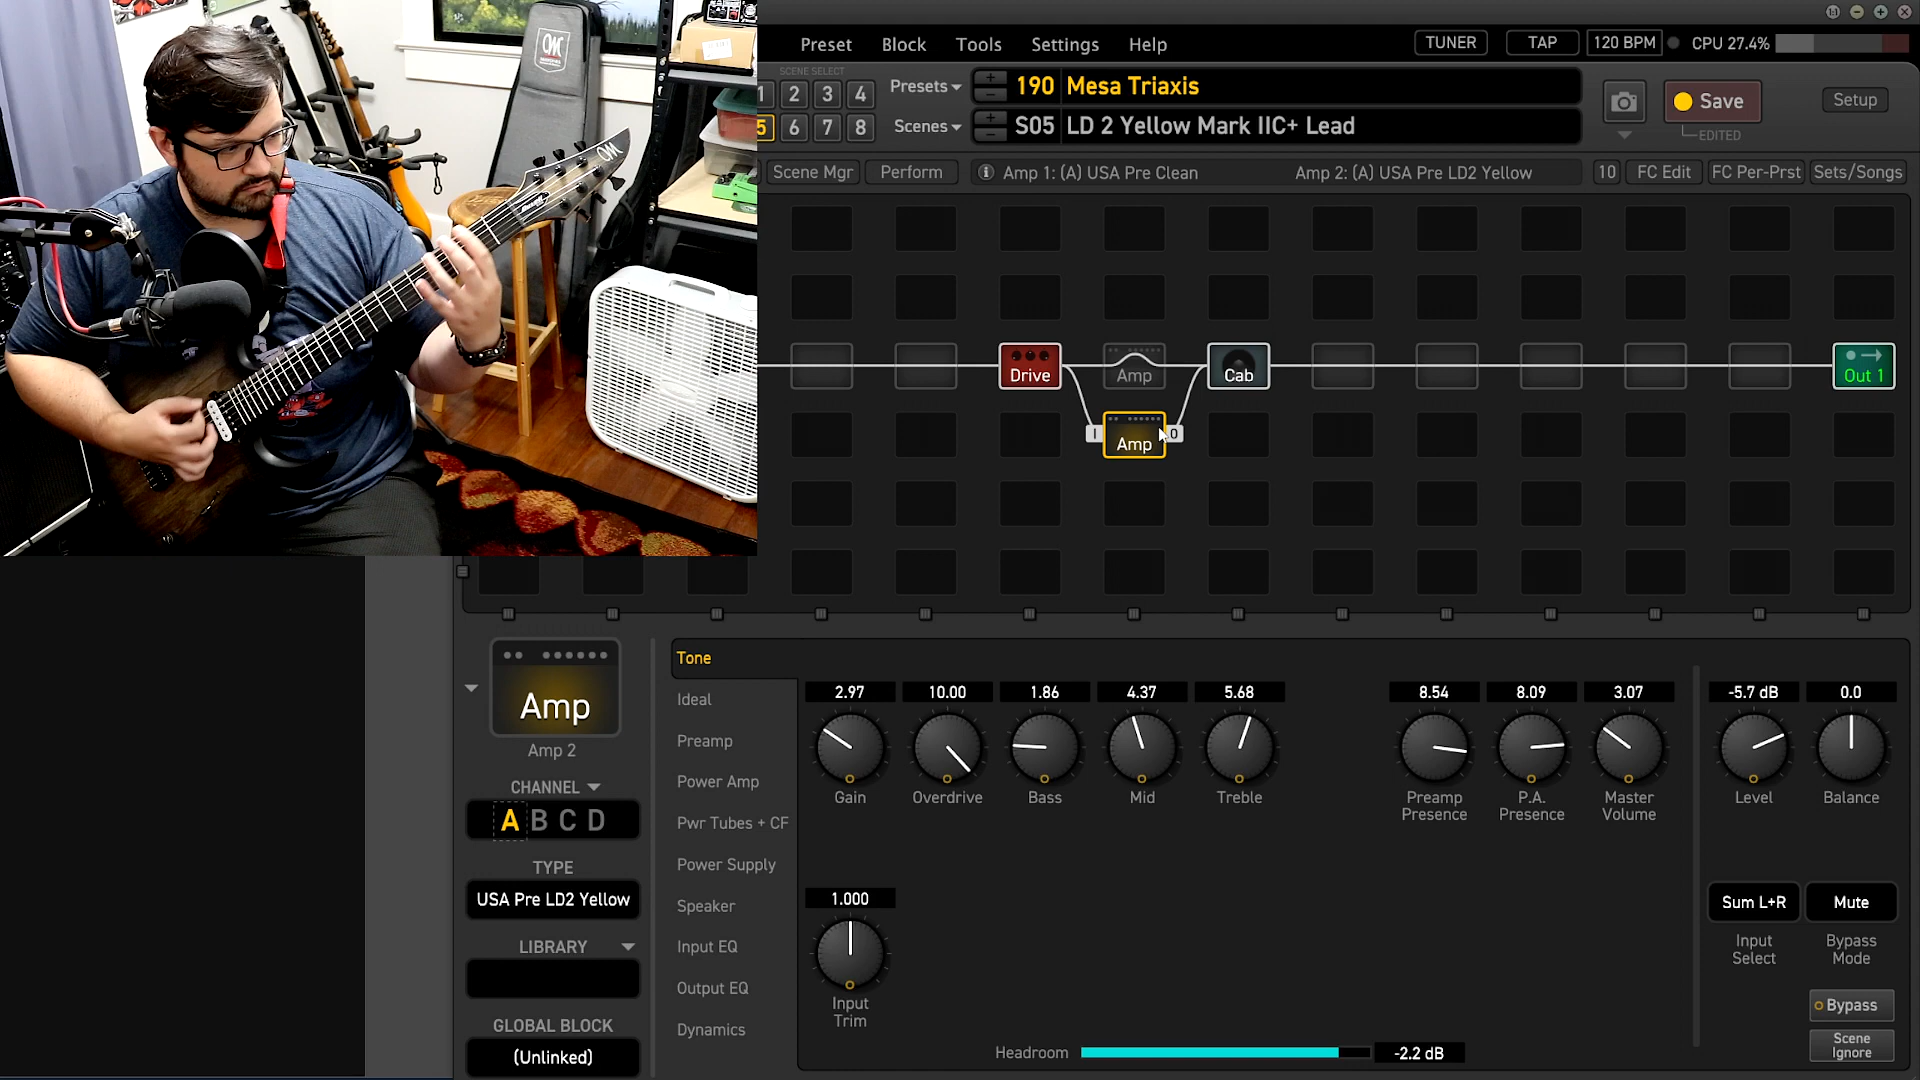 Preset Block Tools Settings Help
TUNER TAP 120 BPM CPU 27.4%
SCENE SELECT
1 2 3 4
5 6 7 8
Presets 190 Mesa Triaxis
Scenes S05 LD 2 Yellow Mark IIC+ Lead
Save
EDITED
Setup
Scene Mgr Perform Amp 1: (A) USA Pre Clean Amp 2: (A) USA Pre LD2 Yellow 10 FC Edit FC Per-Prst Sets/Songs
Drive Amp Cab Out 1
I Amp O
Amp
Amp 2
CHANNEL
A B C D
TYPE
USA Pre LD2 Yellow
LIBRARY
GLOBAL BLOCK
(Unlinked)
Tone
Ideal
Preamp
Power Amp
Pwr Tubes + CF
Power Supply
Speaker
Input EQ
Output EQ
Dynamics
2.97 10.00 1.86 4.37 5.68 8.54 8.09 3.07 -5.7 dB 0.0
Gain Overdrive Bass Mid Treble Preamp Presence P.A. Presence Master Volume Level Balance
1.000
Input Trim
Sum L+R Mute
Input Select Bypass Mode
Bypass
Scene Ignore
Headroom -2.2 dB